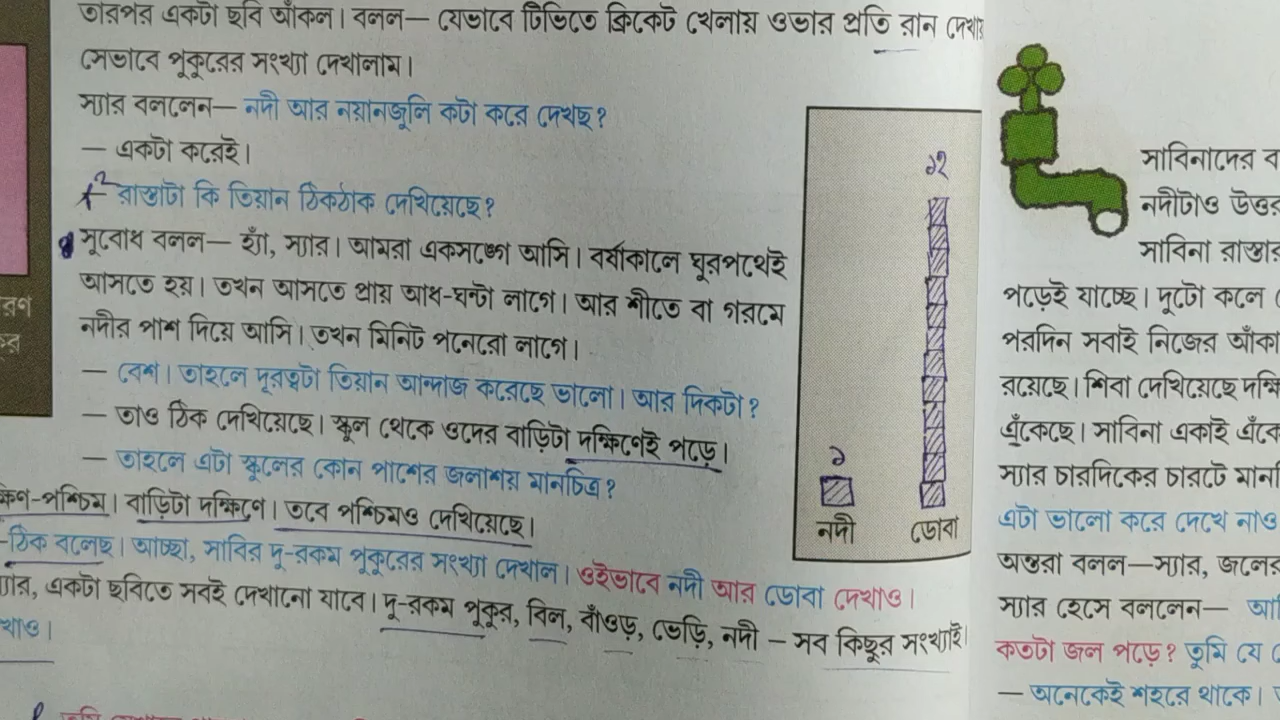 তারপর একটা ছবি আঁকল। বলল— যেভাবে টিভিতে ক্রিকেট খেলায় ওভার প্রতি রান
সেভাবে পুকুরের সংখ্যা দেখালাম।
স্যার বললেন— নদী আর নয়ানজুলি কটা করে দেখছ?
— একটা করেই।
— রাস্তাটা কি তিয়ান ঠিকঠাক দেখিয়েছে?
সুবোধ বলল— হ্যাঁ, স্যার। আমরা একসঙ্গে আসি। বর্ষাকালে ঘুরপথেই
আসতে হয়। তখন আসতে প্রায় আধ-ঘন্টা লাগে। আর শীতে বা গরমে
নদীর পাশ দিয়ে আসি। তখন মিনিট পনেরো লাগে।
— বেশ। তাহলে দূরত্বটা তিয়ান আন্দাজ করেছে ভালো। আর দিকটা?
— তাও ঠিক দেখিয়েছে। স্কুল থেকে ওদের বাড়িটা দক্ষিণেই পড়ে।
— তাহলে এটা স্কুলের কোন পাশের জলাশয় মানচিত্র?
পশ্চিম। বাড়িটা দক্ষিণে। তবে পশ্চিমও দেখিয়েছে।
ঠিক বলেছ। আচ্ছা, সাবির দু-রকম পুকুরের সংখ্যা দেখাল। ওইভাবে নদী আর ডোবা দেখাও।
একটা ছবিতে সবই দেখানো যাবে। দু-রকম পুকুর, বিল, বাঁওড়, ভেড়ি, নদী – সব কিছুর সংখ্যাই
১২
১
নদী ডোবা
সাবিনাদের
নদীটাও
সাবিনা
পড়েই যাচ্ছে। দুটো কলে
পরদিন সবাই নিজের
রয়েছে। শিবা দেখিয়েছে
এঁকেছে। সাবিনা একাই
স্যার চারদিকের চারটে
এটা ভালো করে দেখে নাও
অন্তরা বলল—স্যার,
স্যার হেসে বললেন—
কতটা জল পড়ে? তুমি যে
— অনেকেই শহরে থাকে।